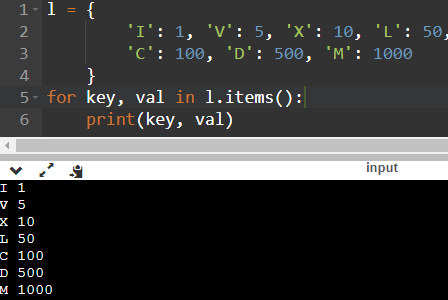 1 l = {
2 'I': 1, 'V': 5, 'X': 10, 'L': 50,
3 'C': 100, 'D': 500, 'M': 1000
4 }
5 for key, val in l.items():
6 print(key, val)
input
I 1
V 5
X 10
L 50
C 100
D 500
M 1000